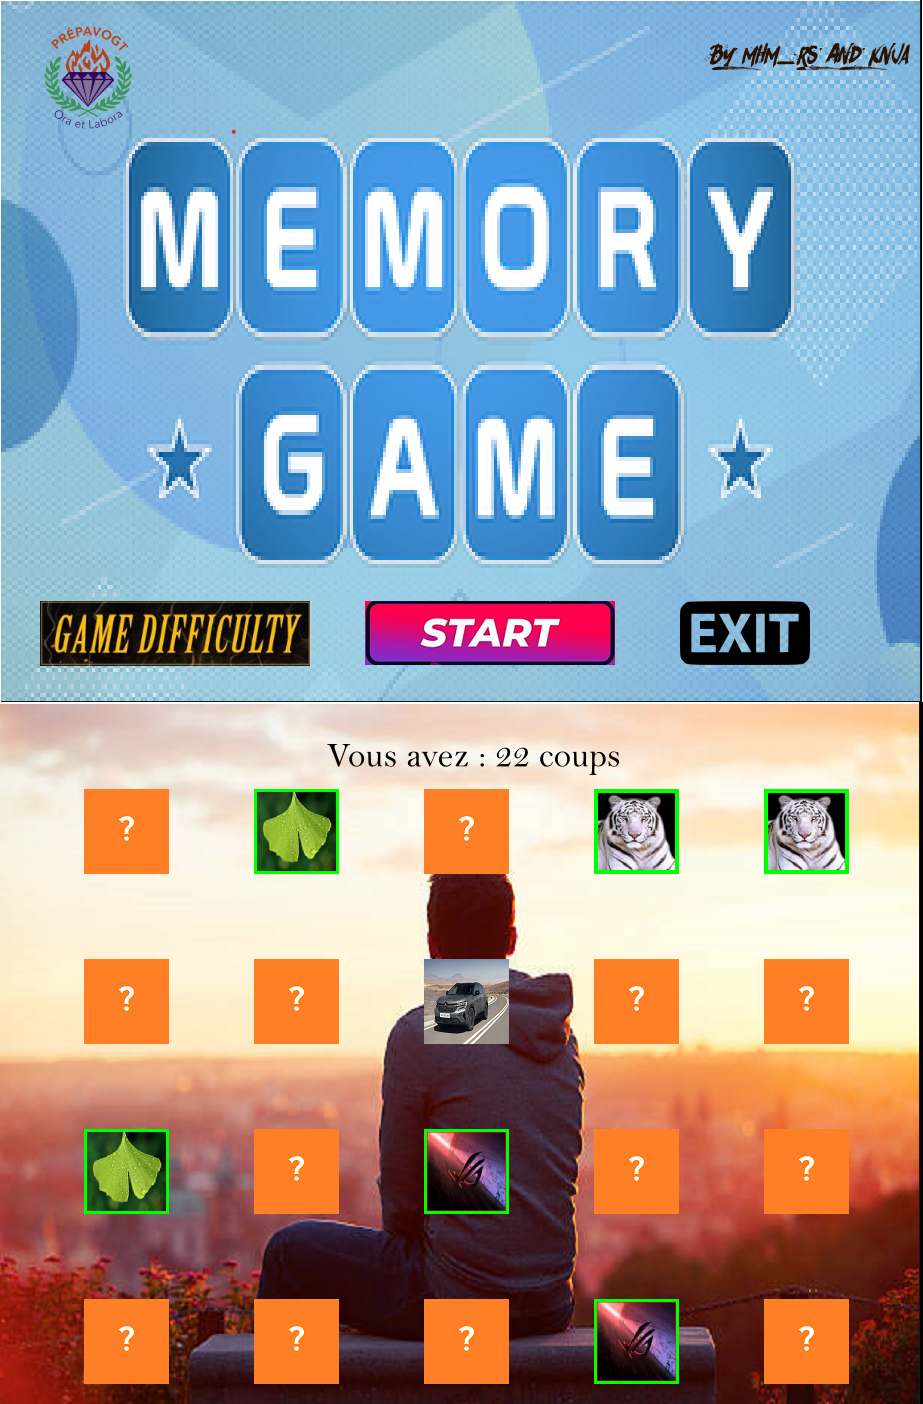 PRÉPAVOGT
Ora et Labora
By MHM_RS AND KNJA
MEMORY
GAME
GAME DIFFICULTY
START
EXIT
Vous avez : 22 coups
? ?
? ? ? ?
? ? ?
? ? ? ?